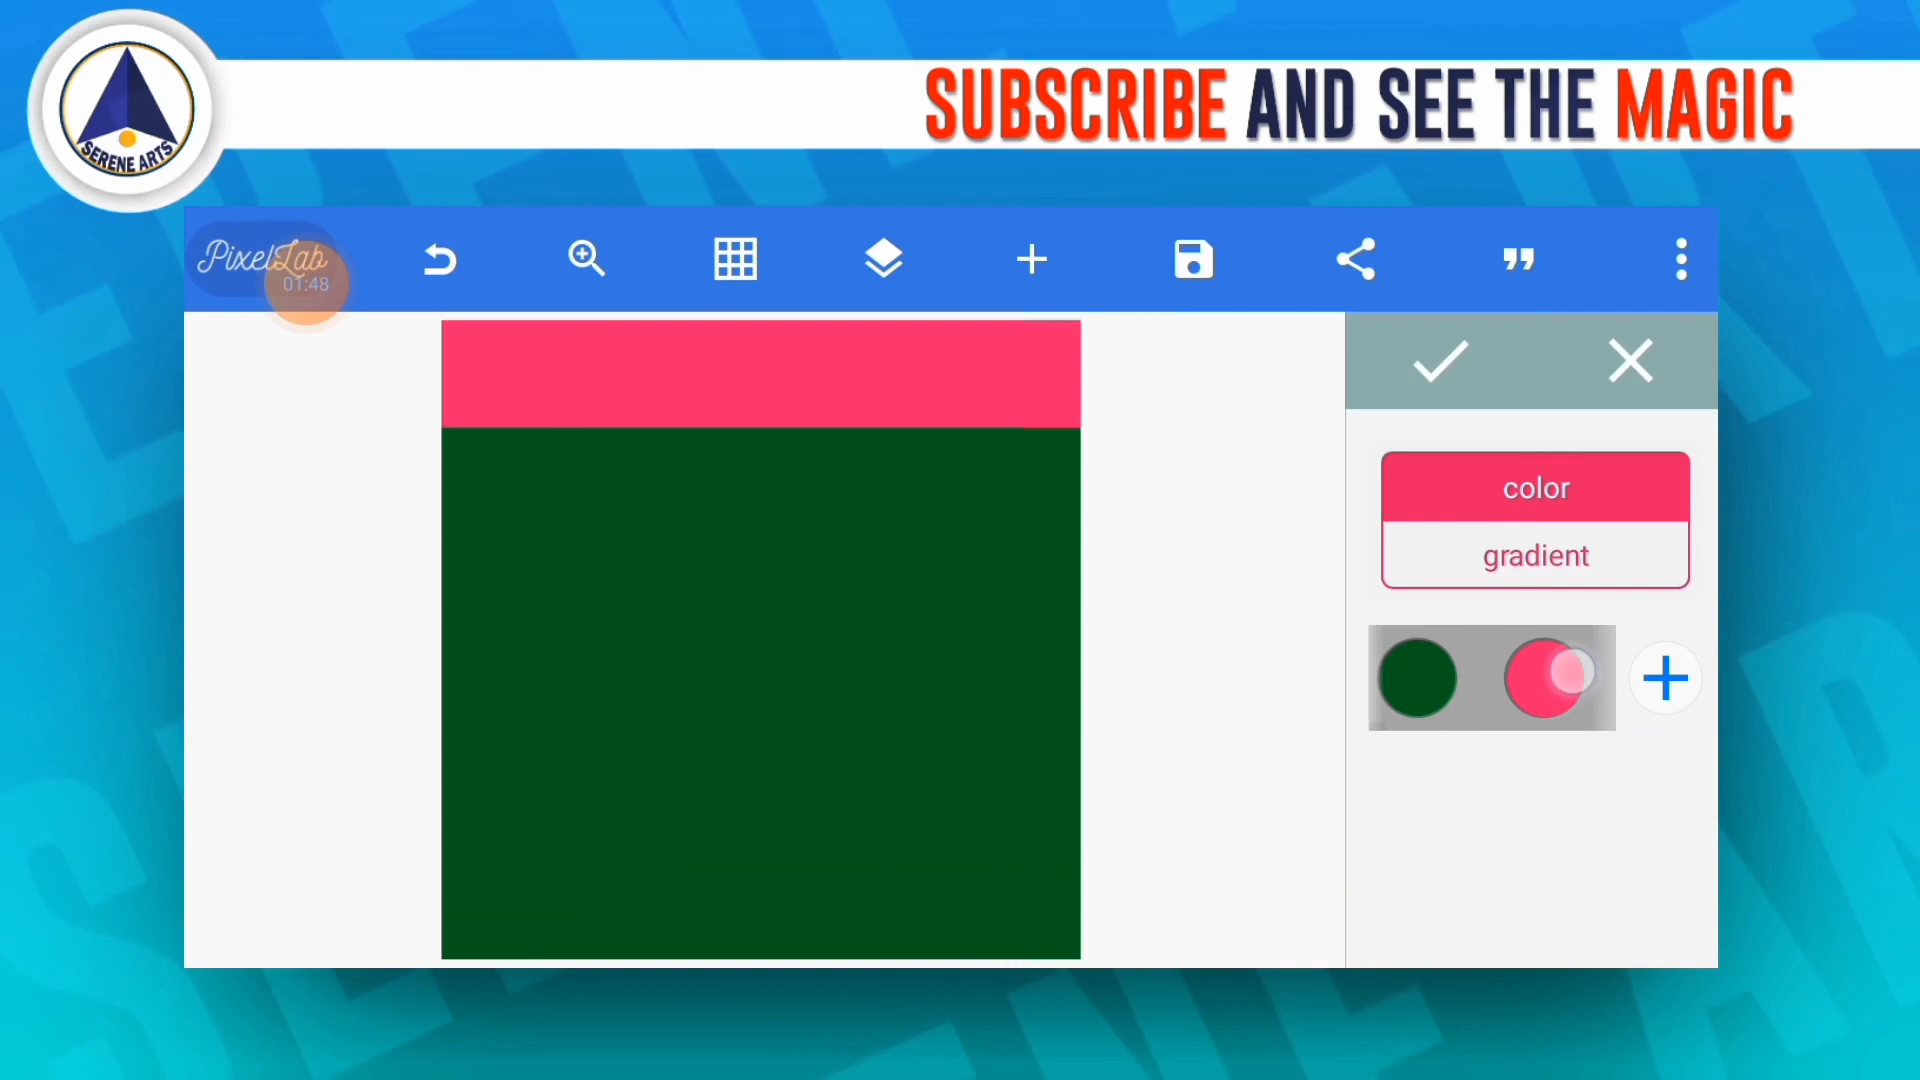 SUBSCRIBE AND SEE THE MAGIC
SERENE ARTS
PixelLab
01:48
color
gradient